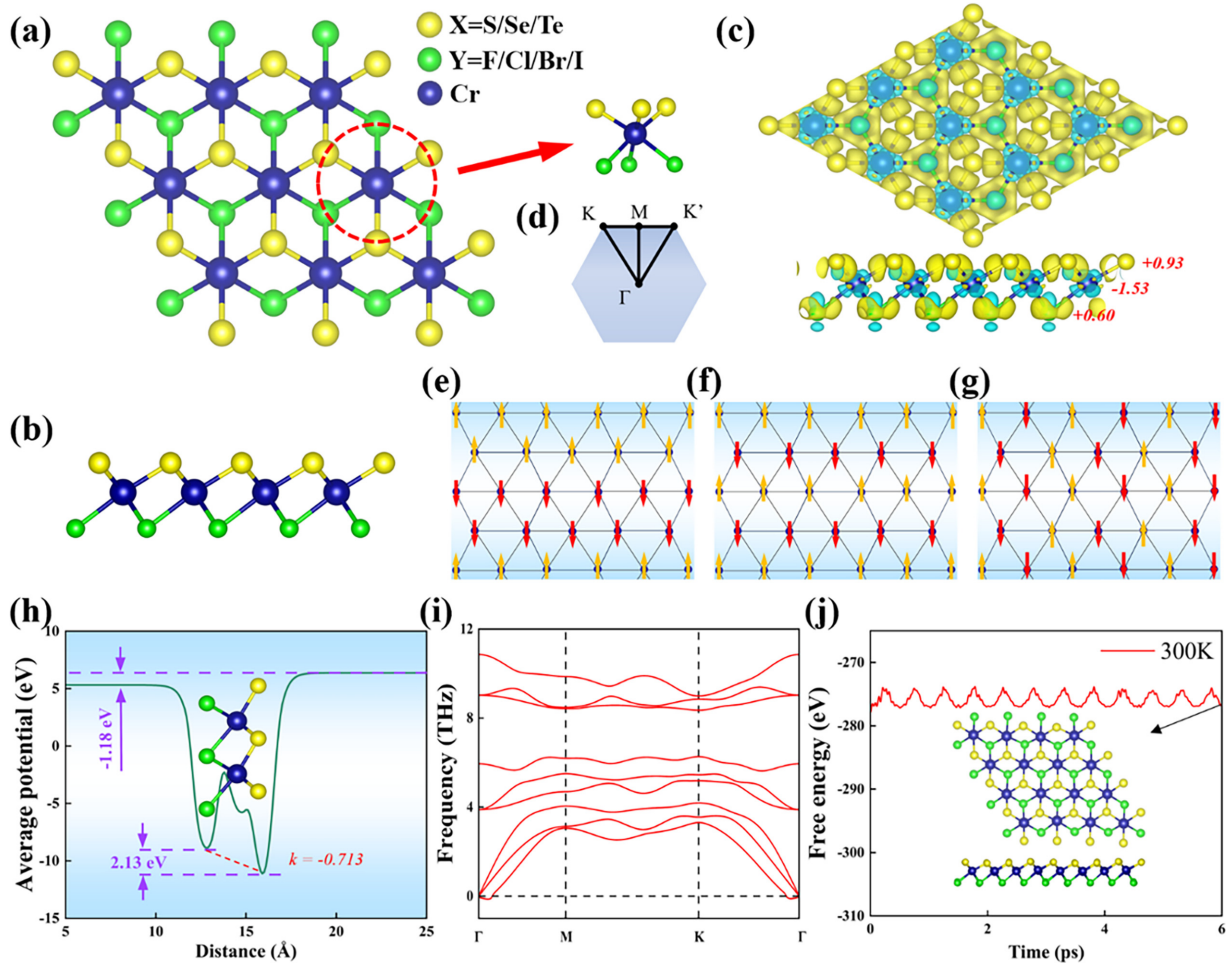 (a)
X=S/Se/Te
Y=F/Cl/Br/I
Cr
(c)
(d)
K M K'
Γ
+0.93
-1.53
+0.60
(b)
(e)
(f)
(g)
(h)
10
5
0
-5
-10
-15
5 10 15 20 25
Average potential (eV)
Distance (Å)
-1.18 eV
2.13 eV
k = -0.713
(i)
12
8
4
0
Γ M K Γ
Frequency (THz)
(j)
300K
-270
-280
-290
-300
-310
0 2 4 6
Free energy (eV)
Time (ps)